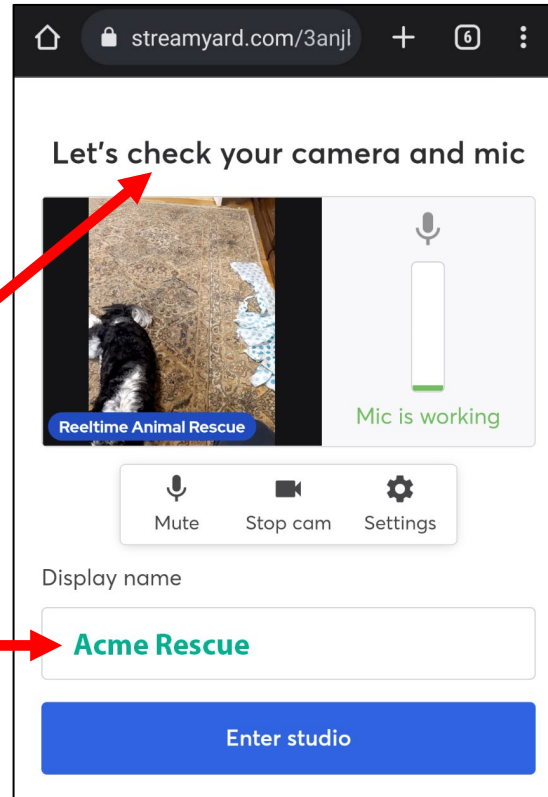 streamyard.com/3anjl
6
Let's check your camera and mic
Reeltime Animal Rescue
Mic is working
Mute Stop cam Settings
Display name
Acme Rescue
Enter studio